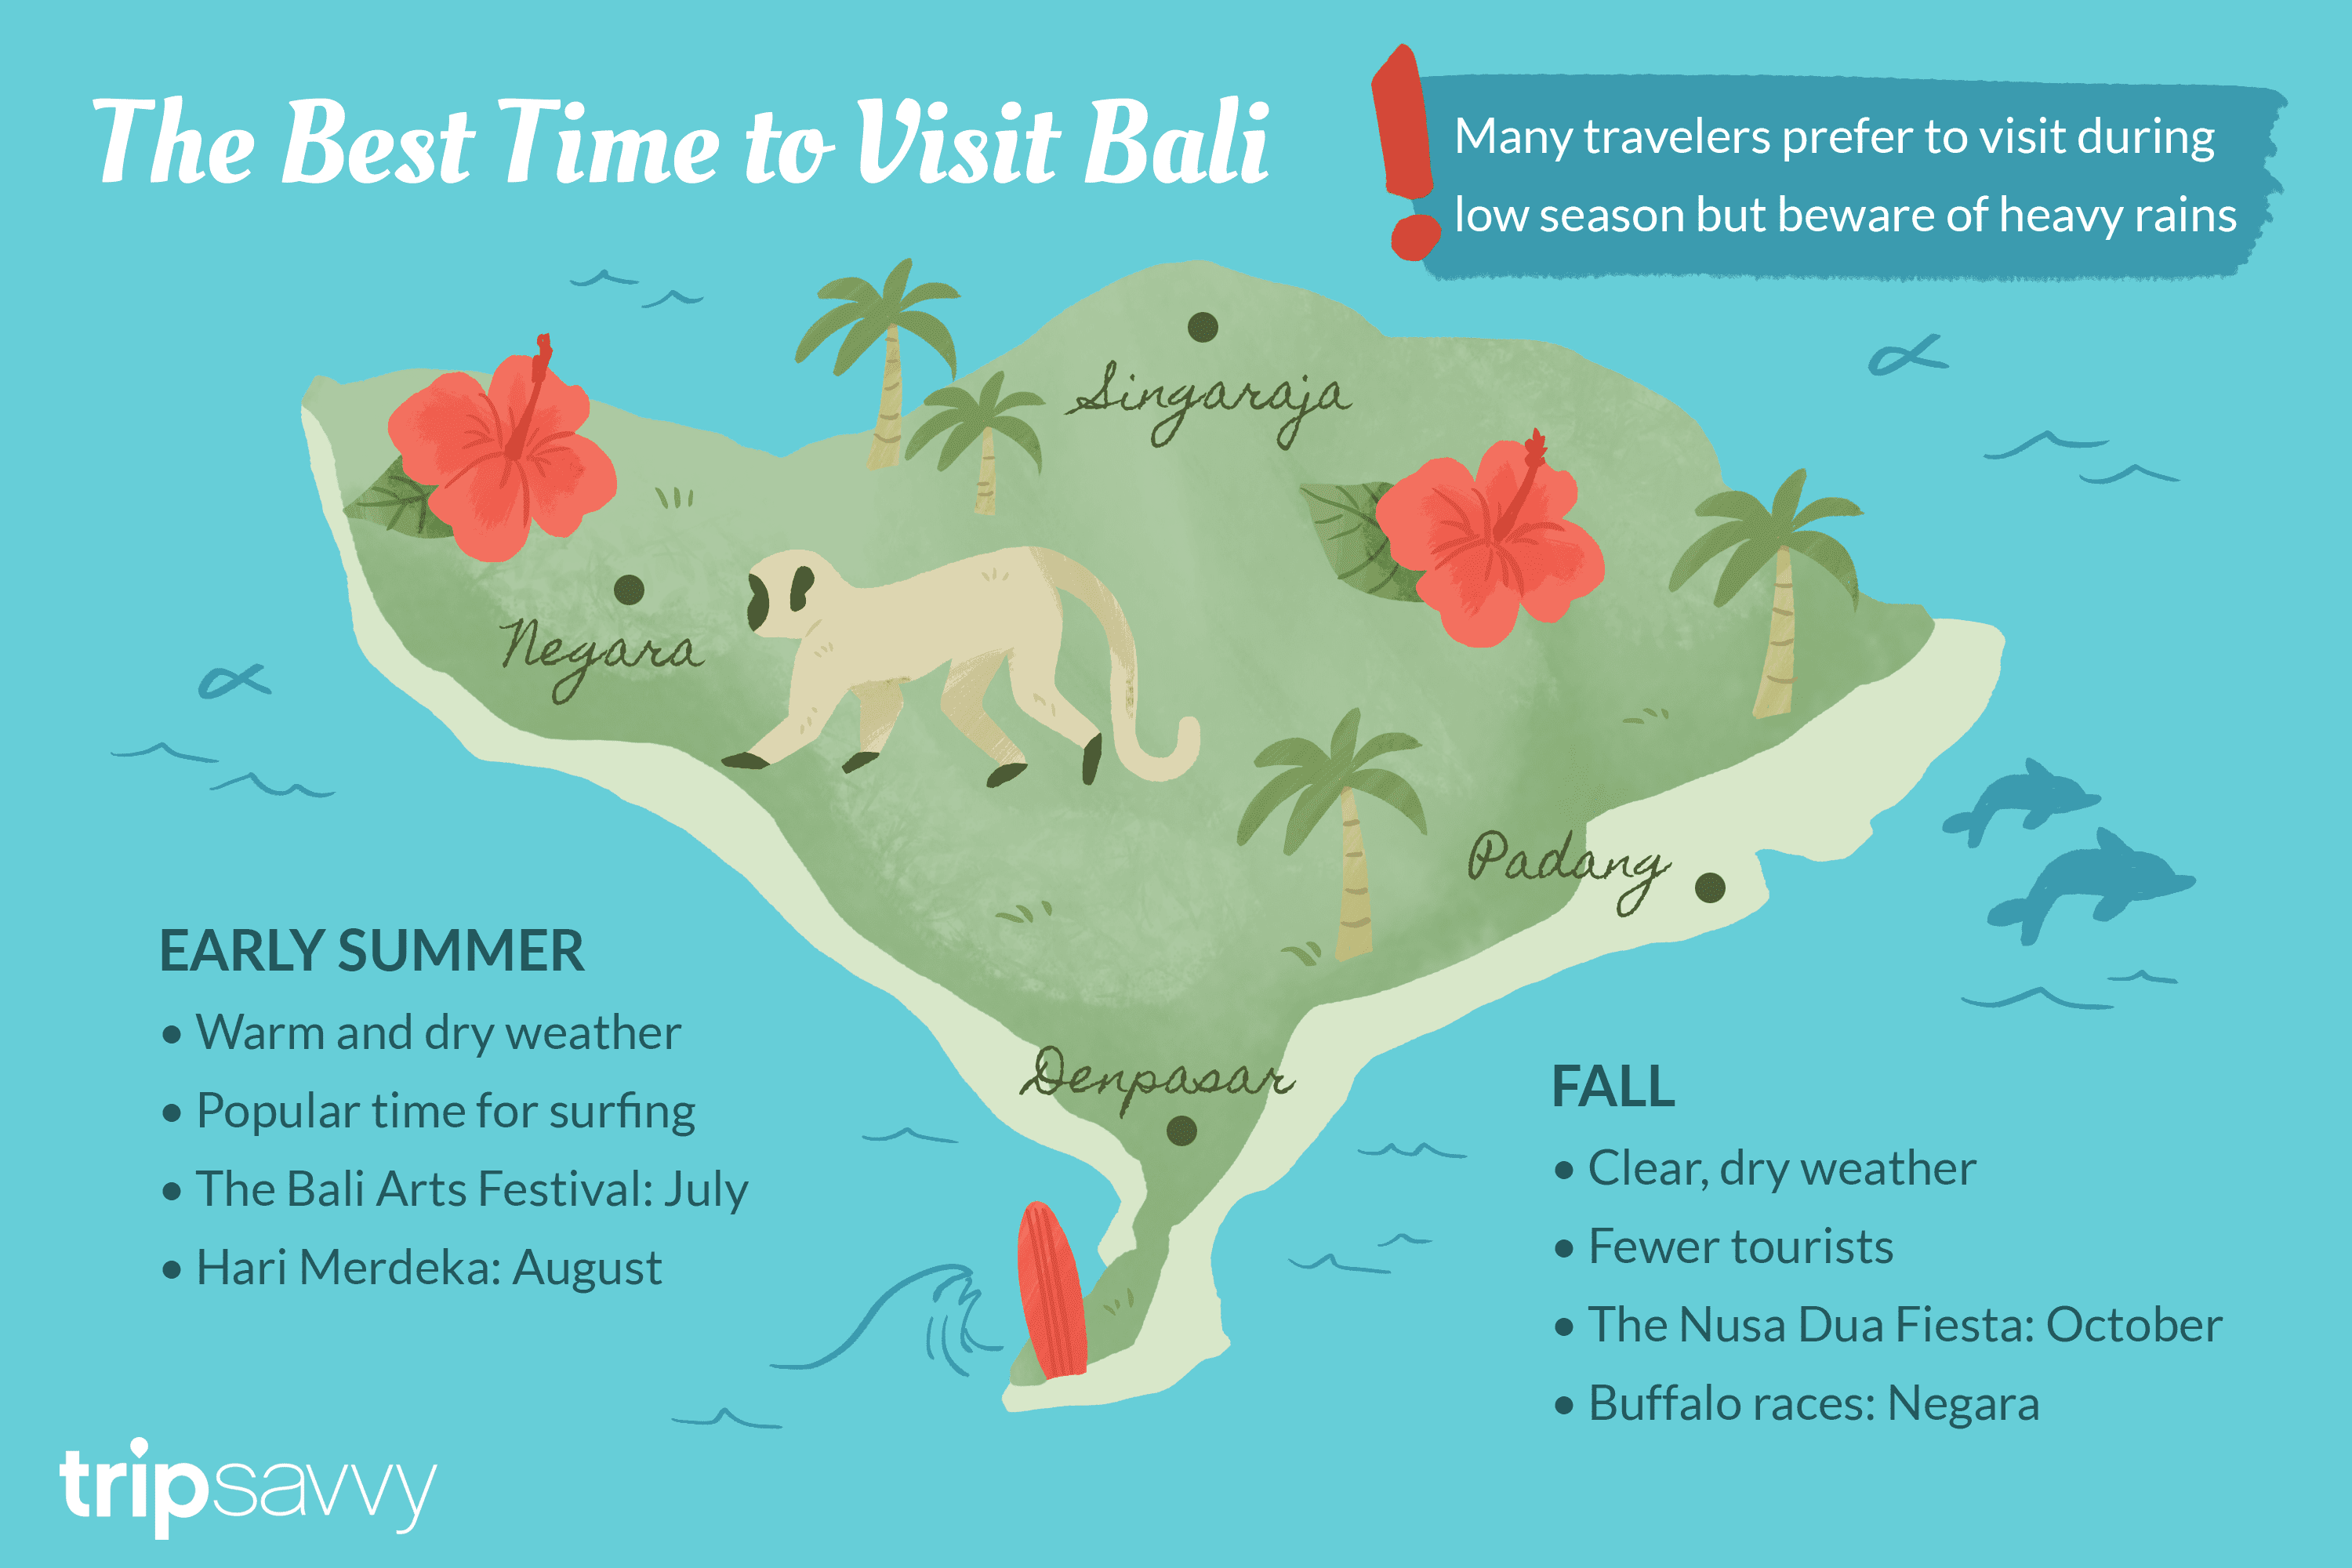 The Best Time to Visit Bali
Many travelers prefer to visit during
low season but beware of heavy rains
Singaraja
Negara
Padang
Denpasar
EARLY SUMMER
• Warm and dry weather
• Popular time for surfing
• The Bali Arts Festival: July
• Hari Merdeka: August
FALL
• Clear, dry weather
• Fewer tourists
• The Nusa Dua Fiesta: October
• Buffalo races: Negara
tripsavvy